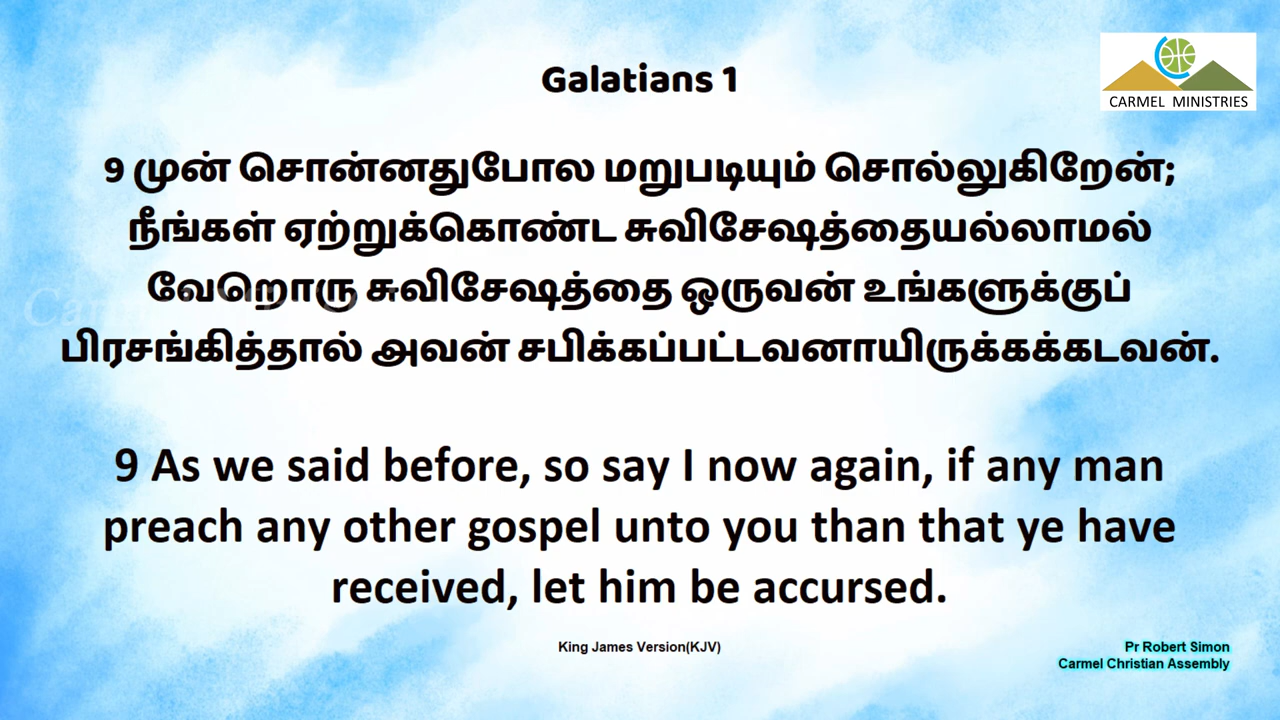 CARMEL MINISTRIES
Galatians 1
9 முன் சொன்னதுபோல மறுபடியும் சொல்லுகிறேன்;
நீங்கள் ஏற்றுக்கொண்ட சுவிசேஷத்தையல்லாமல்
வேறொரு சுவிசேஷத்தை ஒருவன் உங்களுக்குப்
பிரசங்கித்தால் அவன் சபிக்கப்பட்டவனாயிருக்கக்கடவன்.
9 As we said before, so say I now again, if any man
preach any other gospel unto you than that ye have
received, let him be accursed.
King James Version(KJV)
Pr Robert Simon
Carmel Christian Assembly